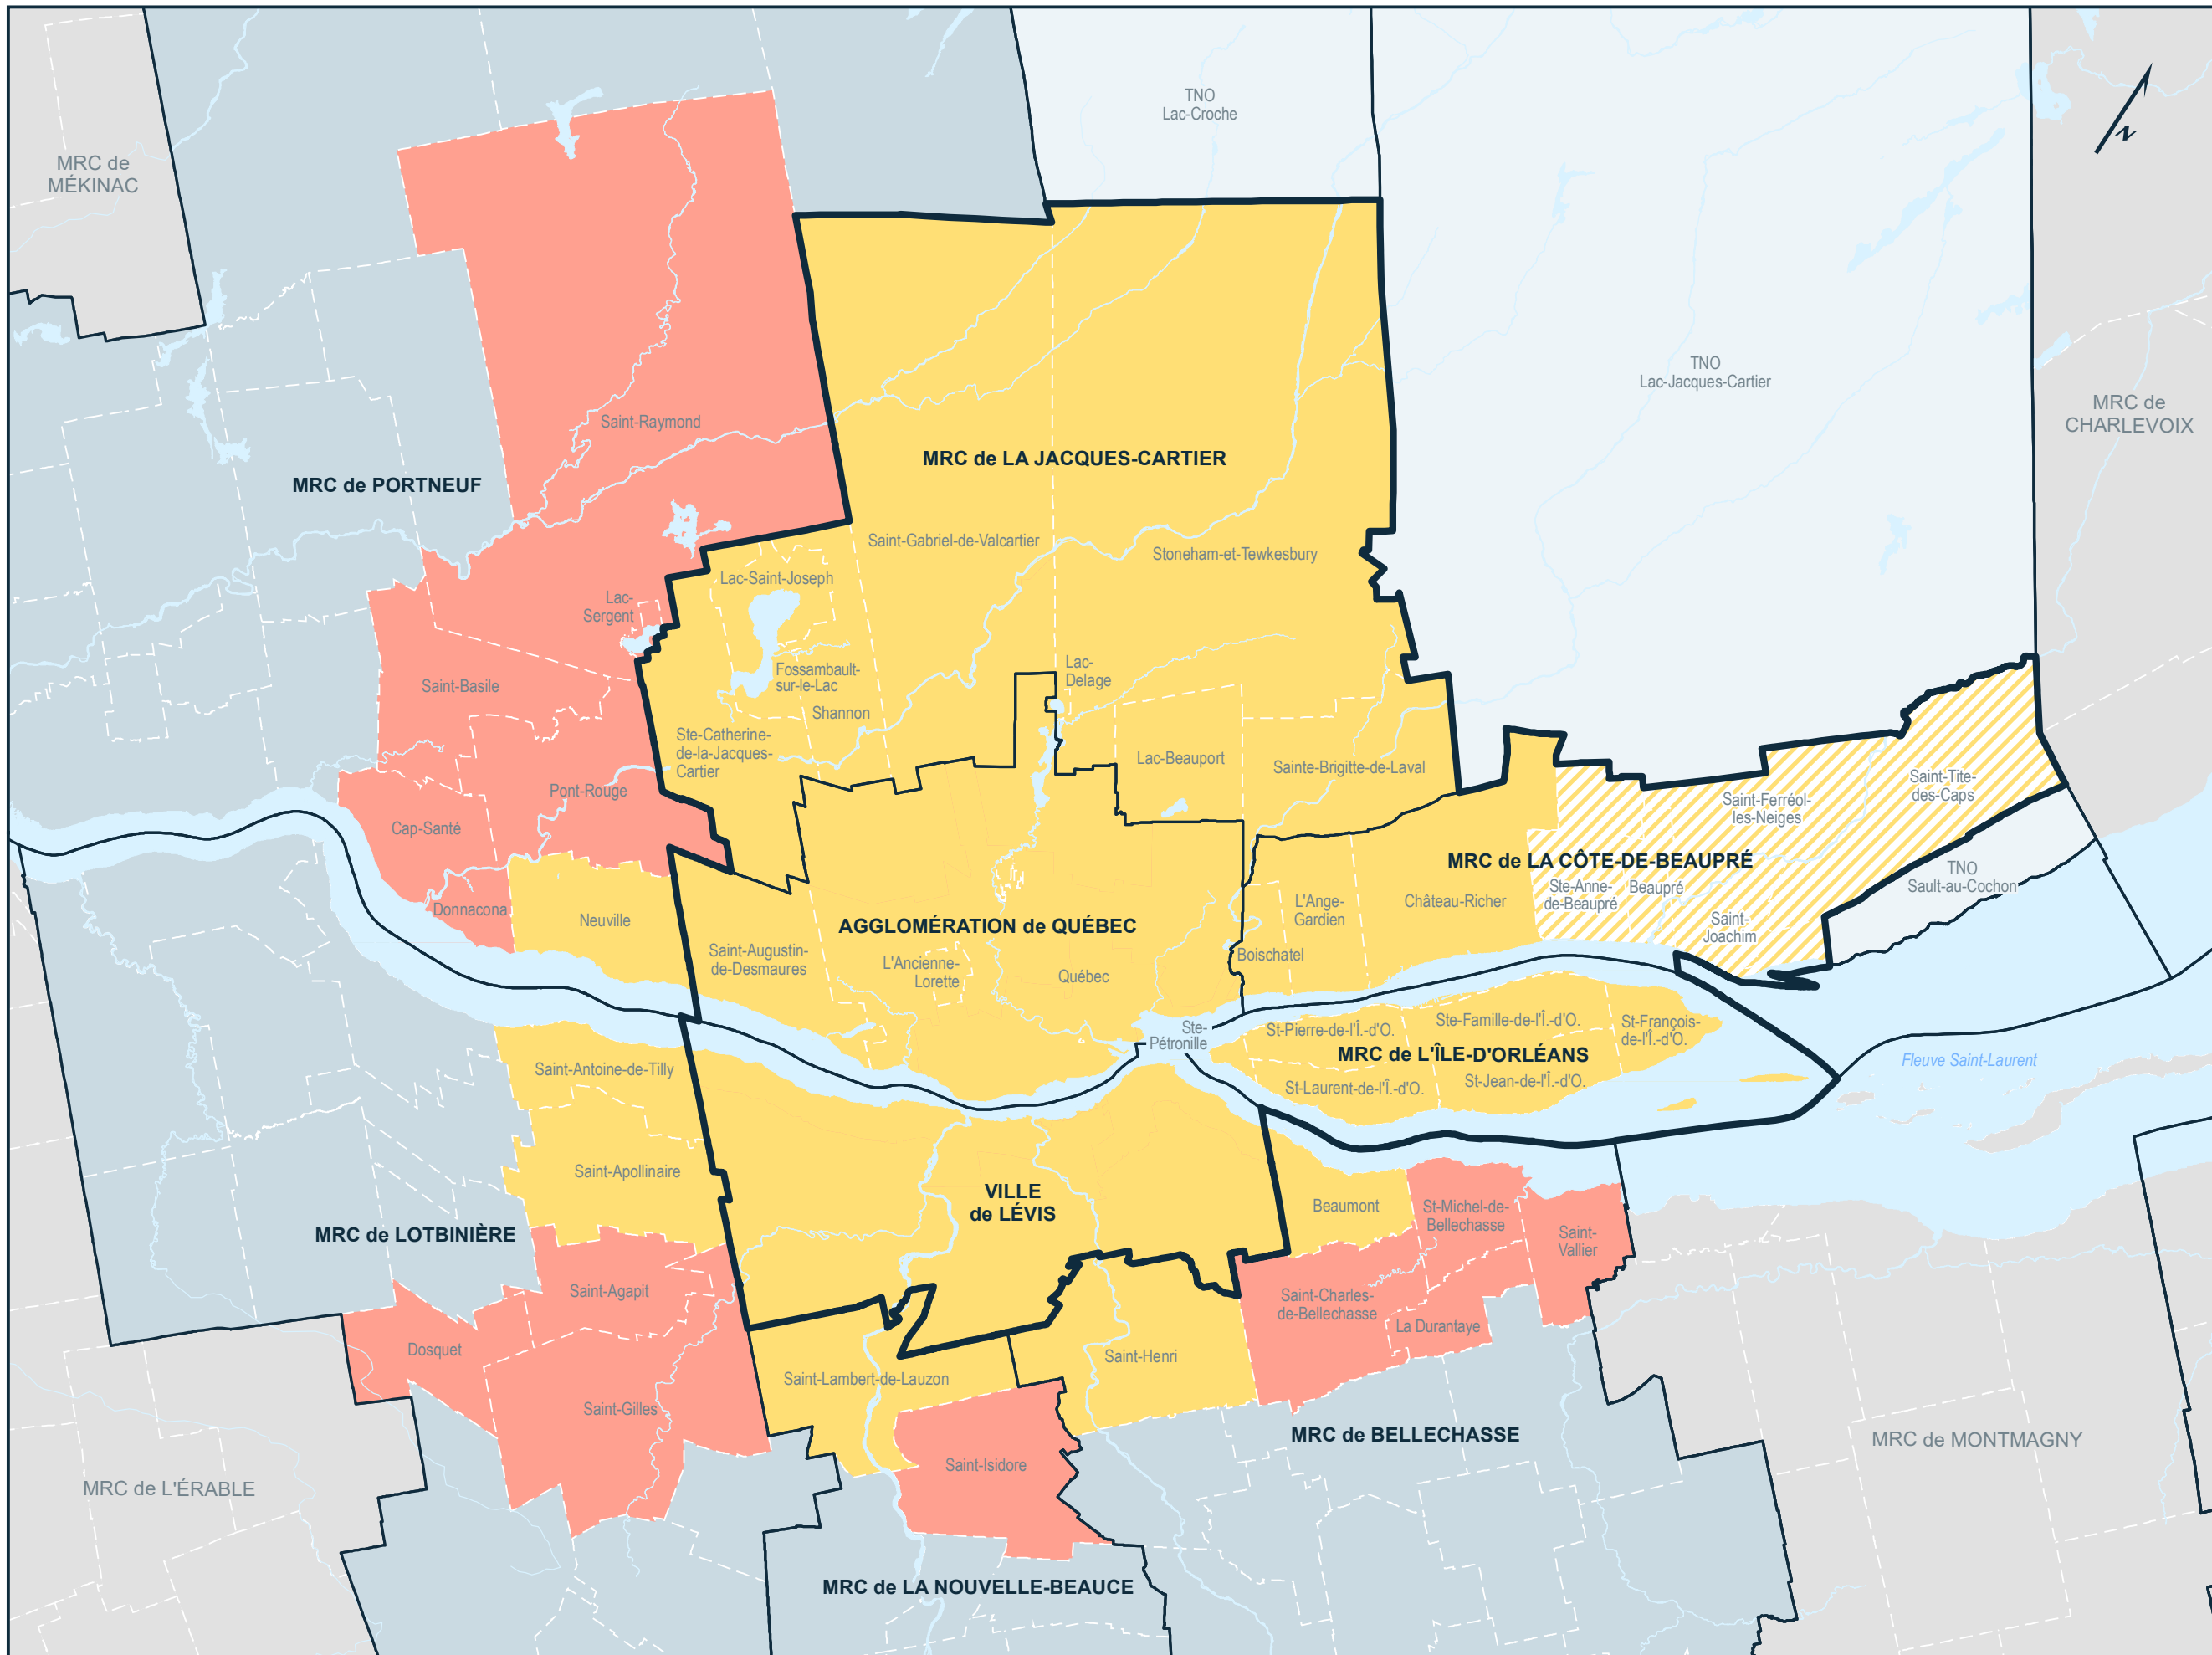 TNO
Lac-Croche
N
MRC de
MÉKINAC
TNO
Lac-Jacques-Cartier
MRC de
CHARLEVOIX
Saint-Raymond
MRC de LA JACQUES-CARTIER
MRC de PORTNEUF
Saint-Gabriel-de-Valcartier
Stoneham-et-Tewkesbury
Lac-Saint-Joseph
Lac-
Sergent
Fossambault-
sur-le-Lac
Lac-
Delage
Saint-Basile
Shannon
Ste-Catherine-
de-la-Jacques-
Cartier
Lac-Beauport
Sainte-Brigitte-de-Laval
Saint-Tite-
des-Caps
Saint-Ferréol-
les-Neiges
Pont-Rouge
Cap-Santé
MRC de LA CÔTE-DE-BEAUPRÉ
TNO
Sault-au-Cochon
Ste-Anne-
de-Beaupré
Beaupré
L'Ange-
Gardien
Château-Richer
Donnacona
Neuville
AGGLOMÉRATION de QUÉBEC
Saint-
Joachim
Saint-Augustin-
de-Desmaures
L'Ancienne-
Lorette
Québec
Boischatel
Ste-
Pétronille
St-Pierre-de-l'Î.-d'O.
Ste-Famille-de-l'Î.-d'O.
St-François-
de-l'Î.-d'O.
MRC de L'ÎLE-D'ORLÉANS
Fleuve Saint-Laurent
Saint-Antoine-de-Tilly
St-Laurent-de-l'Î.-d'O.
St-Jean-de-l'Î.-d'O.
Saint-Apollinaire
VILLE
de LÉVIS
Beaumont
St-Michel-de-
Bellechasse
Saint-
Vallier
MRC de LOTBINIÈRE
Saint-Agapit
Saint-Charles-
de-Bellechasse
La Durantaye
Dosquet
Saint-Henri
Saint-Lambert-de-Lauzon
Saint-Gilles
MRC de BELLECHASSE
MRC de MONTMAGNY
Saint-Isidore
MRC de L'ÉRABLE
MRC de LA NOUVELLE-BEAUCE